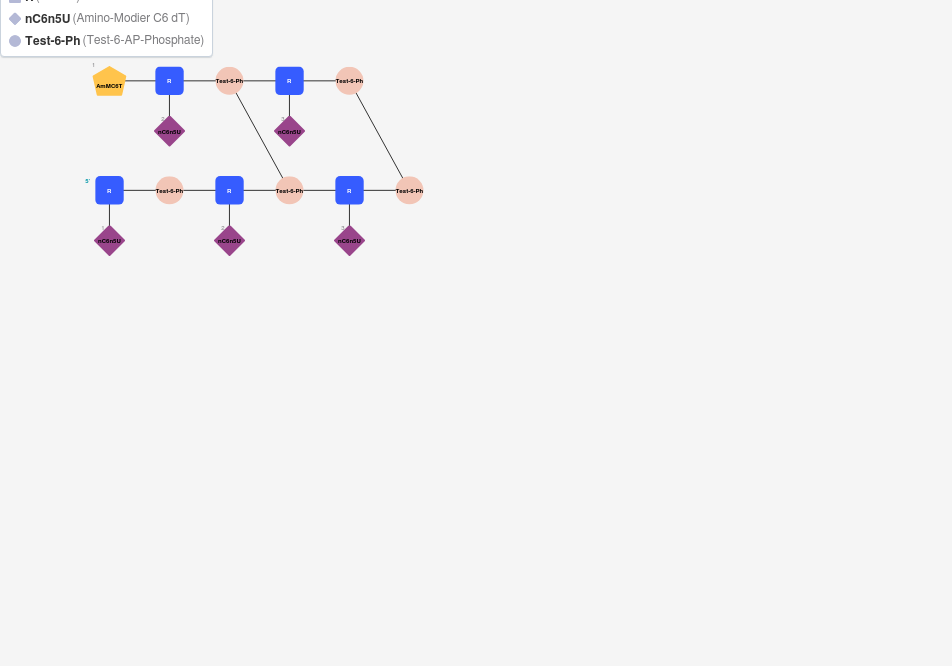 nC6n5U (Amino-Modier C6 dT)
Test-6-Ph (Test-6-AP-Phosphate)
1
AmMC6T R Test-6-Ph R Test-6-Ph
2 3
nC6n5U nC6n5U
5'
R Test-6-Ph R Test-6-Ph R Test-6-Ph
1 2 3
nC6n5U nC6n5U nC6n5U